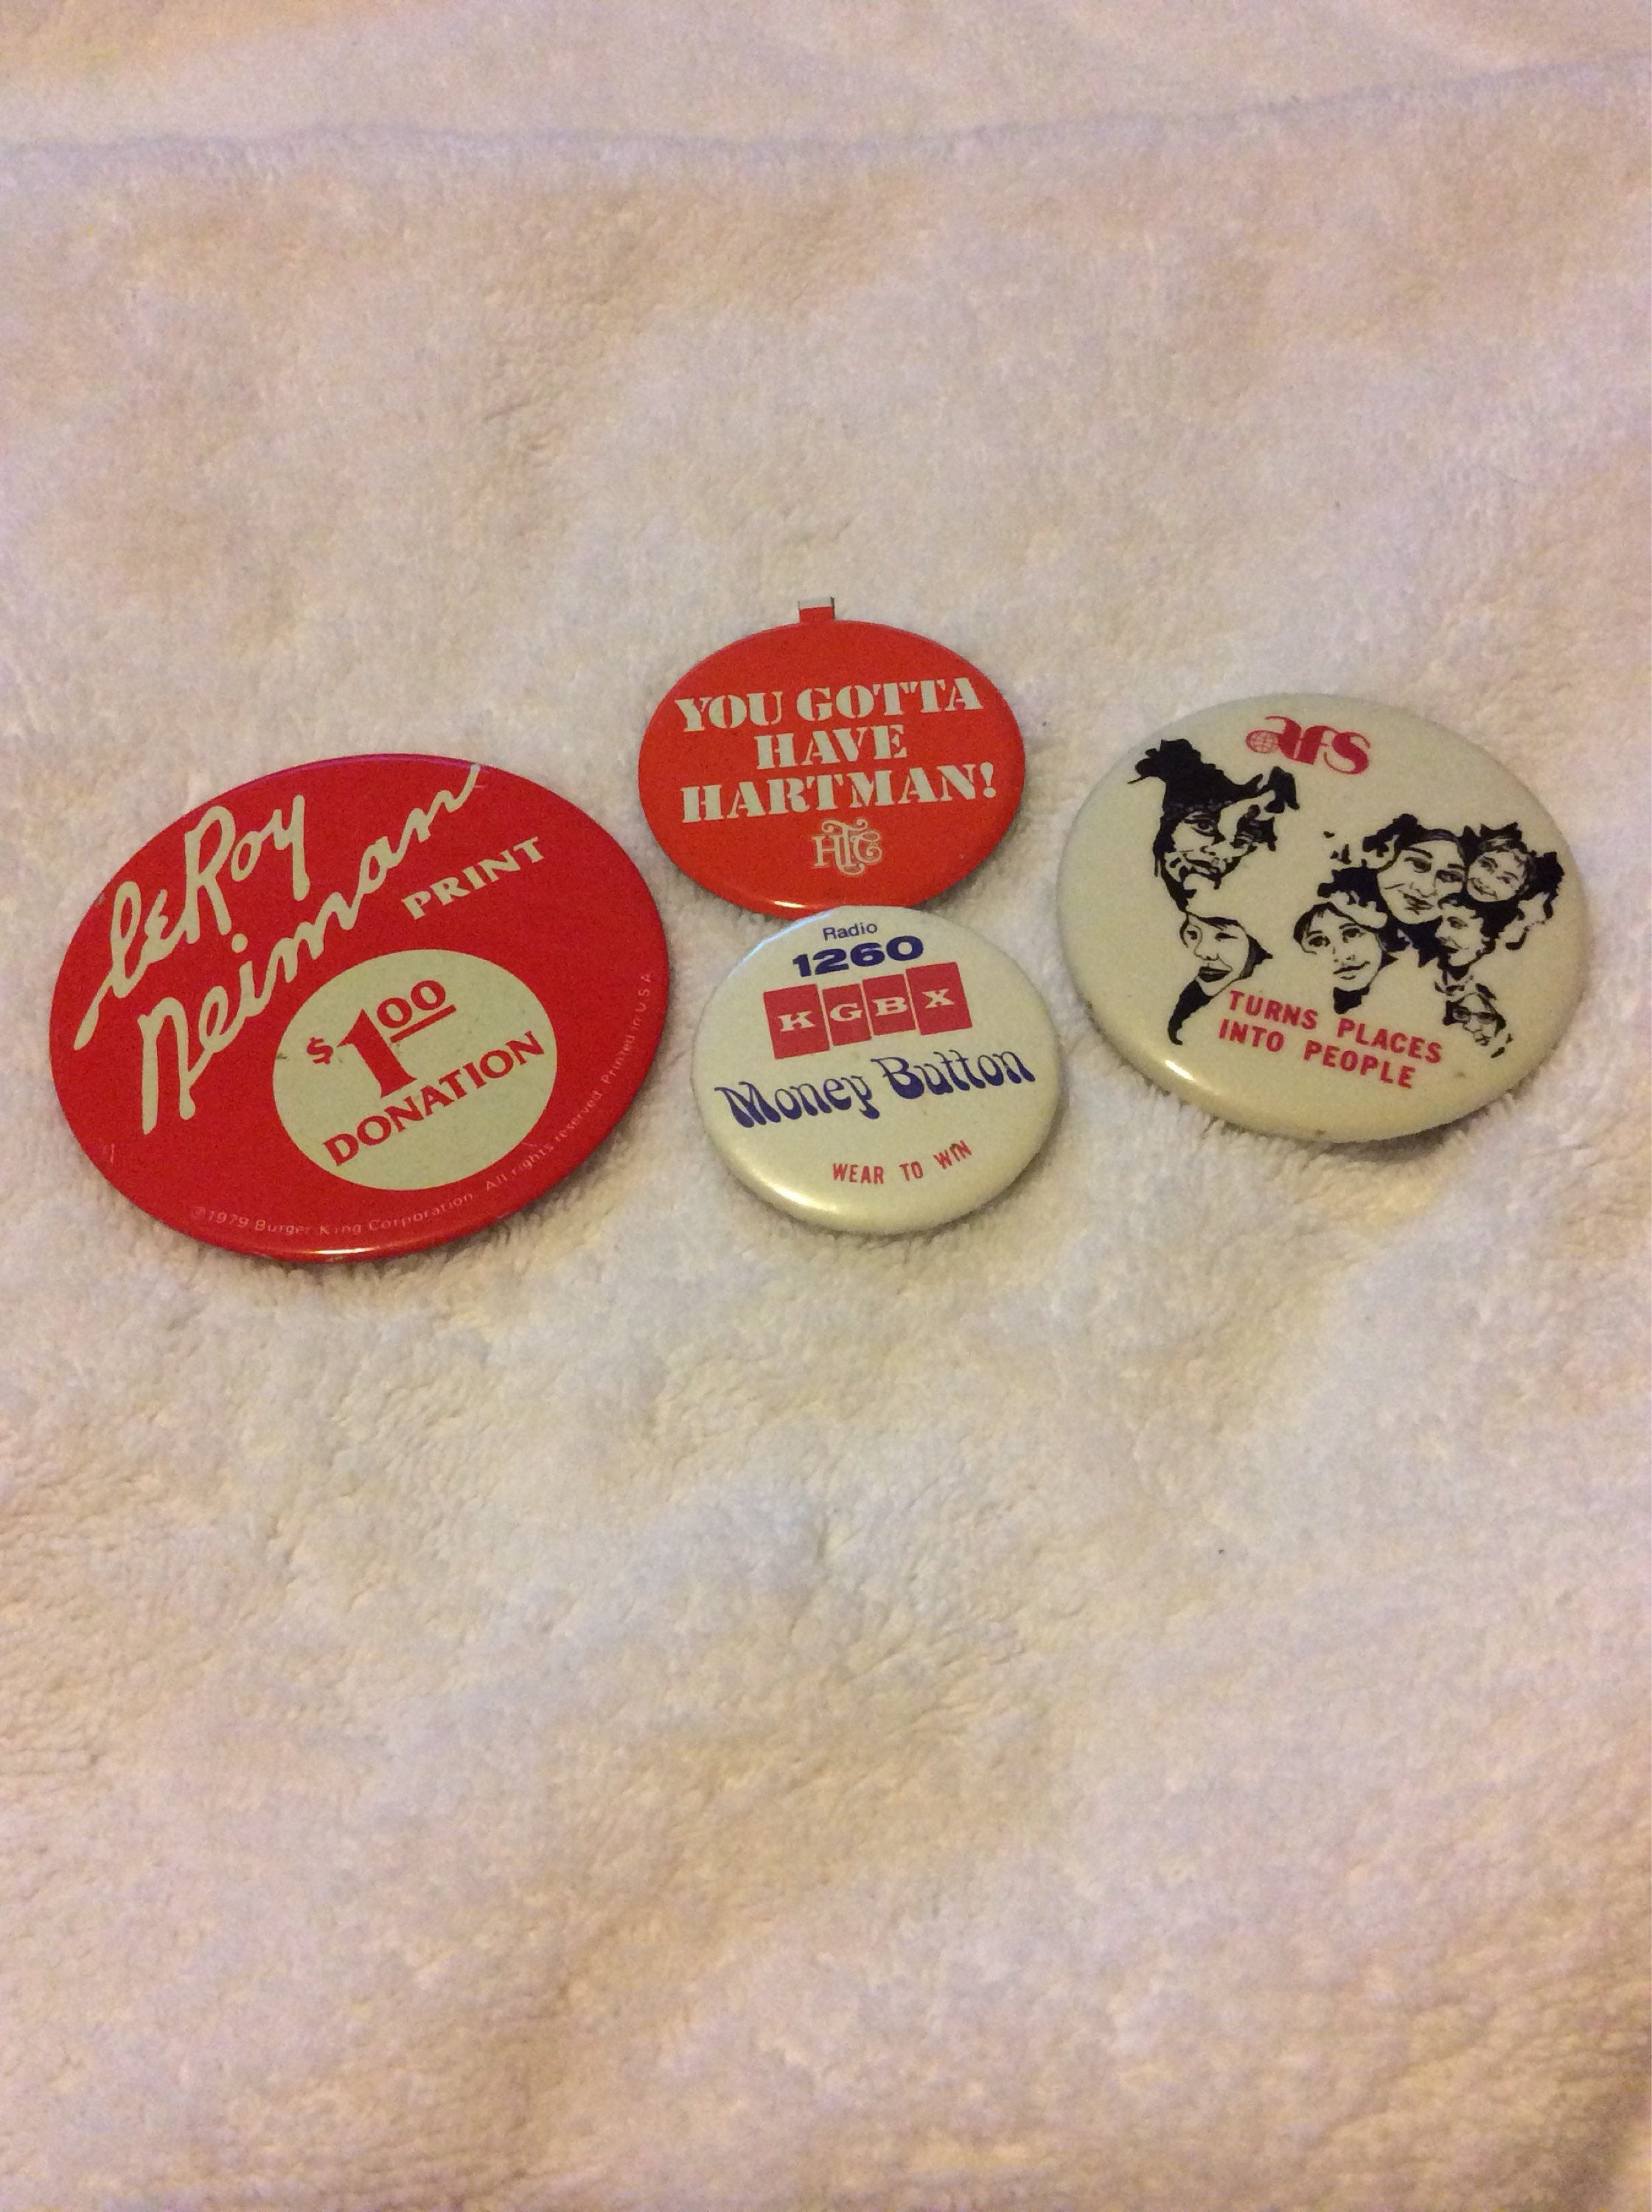 LeRoy
Neiman
PRINT
$1.00
DONATION
©1979 Burger King Corporation. All rights reserved. Printed in U S A
YOU GOTTA
HAVE
HARTMAN!
HTC
Radio
1260
KGBX
Money Button
WEAR TO WIN
afs
TURNS PLACES
INTO PEOPLE